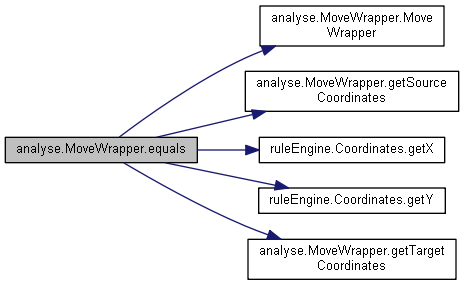 analyse.MoveWrapper.Move
Wrapper
analyse.MoveWrapper.getSource
Coordinates
analyse.MoveWrapper.equals
ruleEngine.Coordinates.getX
ruleEngine.Coordinates.getY
analyse.MoveWrapper.getTarget
Coordinates